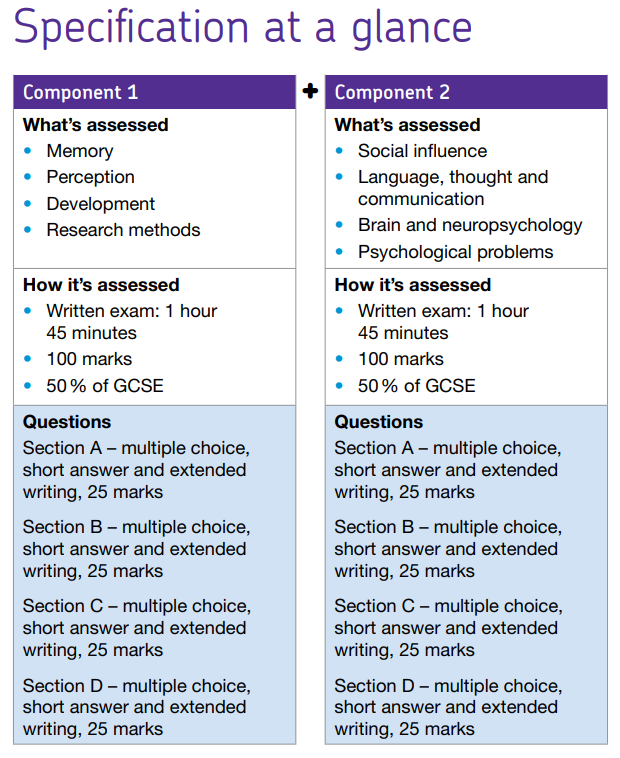 Specification at a glance
Component 1
What's assessed
• Memory
• Perception
• Development
• Research methods
How it's assessed
• Written exam: 1 hour
45 minutes
• 100 marks
• 50 % of GCSE
Questions
Section A – multiple choice,
short answer and extended
writing, 25 marks
Section B – multiple choice,
short answer and extended
writing, 25 marks
Section C – multiple choice,
short answer and extended
writing, 25 marks
Section D – multiple choice,
short answer and extended
writing, 25 marks
+
Component 2
What's assessed
• Social influence
• Language, thought and
communication
• Brain and neuropsychology
• Psychological problems
How it's assessed
• Written exam: 1 hour
45 minutes
• 100 marks
• 50 % of GCSE
Questions
Section A – multiple choice,
short answer and extended
writing, 25 marks
Section B – multiple choice,
short answer and extended
writing, 25 marks
Section C – multiple choice,
short answer and extended
writing, 25 marks
Section D – multiple choice,
short answer and extended
writing, 25 marks